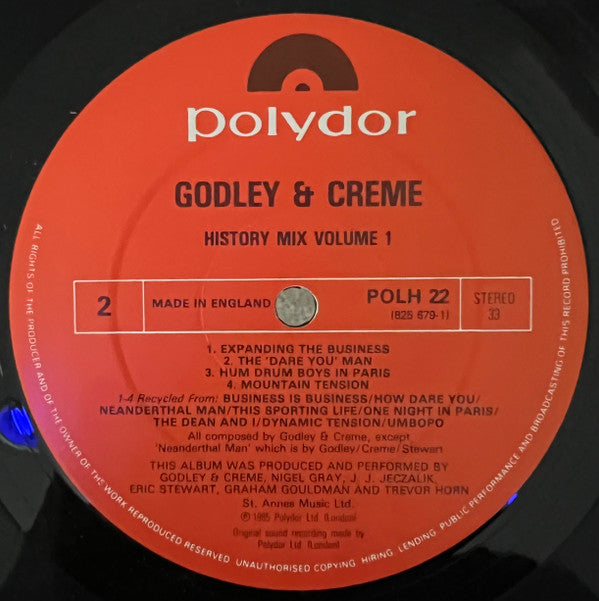 polydor
GODLEY & CREME
HISTORY MIX VOLUME 1
2
MADE IN ENGLAND
POLH 22
(825 679-1)
STEREO
33
1. EXPANDING THE BUSINESS
2. THE 'DARE YOU' MAN
3. HUM DRUM BOYS IN PARIS
4. MOUNTAIN TENSION
1-4 Recycled From: BUSINESS IS BUSINESS/HOW DARE YOU/
NEANDERTHAL MAN/THIS SPORTING LIFE/ONE NIGHT IN PARIS/
THE DEAN AND I/DYNAMIC TENSION/UMBOPO
All composed by Godley & Creme, except
'Neanderthal Man' which is by Godley/Creme/Stewart
THIS ALBUM WAS PRODUCED AND PERFORMED BY
GODLEY & CREME, NIGEL GRAY, J. J. JECZALIK,
ERIC STEWART, GRAHAM GOULDMAN AND TREVOR HORN
St. Annes Music Ltd.
℗ 1985 Polydor Ltd. (London)
Original sound recording made by
Polydor Ltd. (London)
ALL RIGHTS OF THE PRODUCER AND OF THE OWNER OF THE WORK REPRODUCED RESERVED. UNAUTHORISED COPYING, HIRING, LENDING, PUBLIC PERFORMANCE AND BROADCASTING OF THIS RECORD PROHIBITED